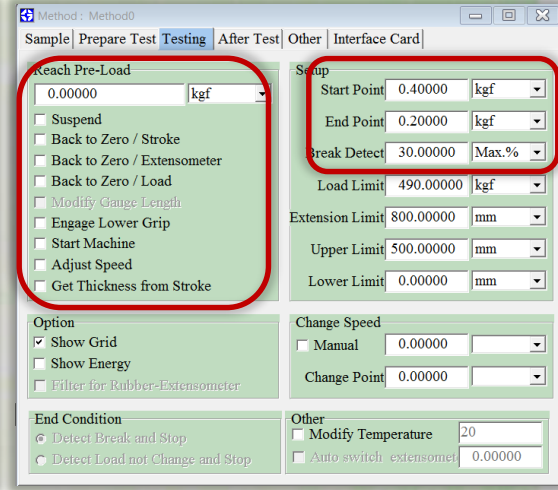 Method : Method0
Sample Prepare Test Testing After Test Other Interface Card
Reach Pre-Load
0.00000 kgf
Suspend
Back to Zero / Stroke
Back to Zero / Extensometer
Back to Zero / Load
Modify Gauge Length
Engage Lower Grip
Start Machine
Adjust Speed
Get Thickness from Stroke
Setup
Start Point 0.40000 kgf
End Point 0.20000 kgf
Break Detect 30.00000 Max.%
Load Limit 490.00000 kgf
Extension Limit 800.00000 mm
Upper Limit 500.00000 mm
Lower Limit 0.00000 mm
Option
Show Grid
Show Energy
Filter for Rubber-Extensometer
Change Speed
Manual 0.00000
Change Point 0.00000
End Condition
Detect Break and Stop
Detect Load not Change and Stop
Other
Modify Temperature 20
Auto switch extensomet 0.00000